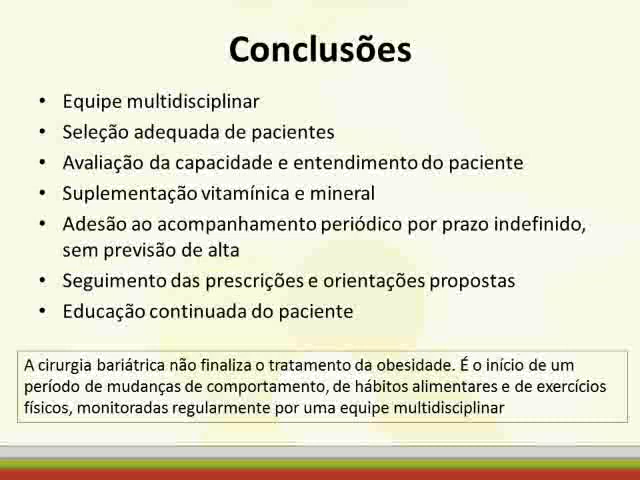 Conclusões
• Equipe multidisciplinar
• Seleção adequada de pacientes
• Avaliação da capacidade e entendimento do paciente
• Suplementação vitamínica e mineral
• Adesão ao acompanhamento periódico por prazo indefinido,
sem previsão de alta
• Seguimento das prescrições e orientações propostas
• Educação continuada do paciente
A cirurgia bariátrica não finaliza o tratamento da obesidade. É o início de um
período de mudanças de comportamento, de hábitos alimentares e de exercícios
físicos, monitoradas regularmente por uma equipe multidisciplinar